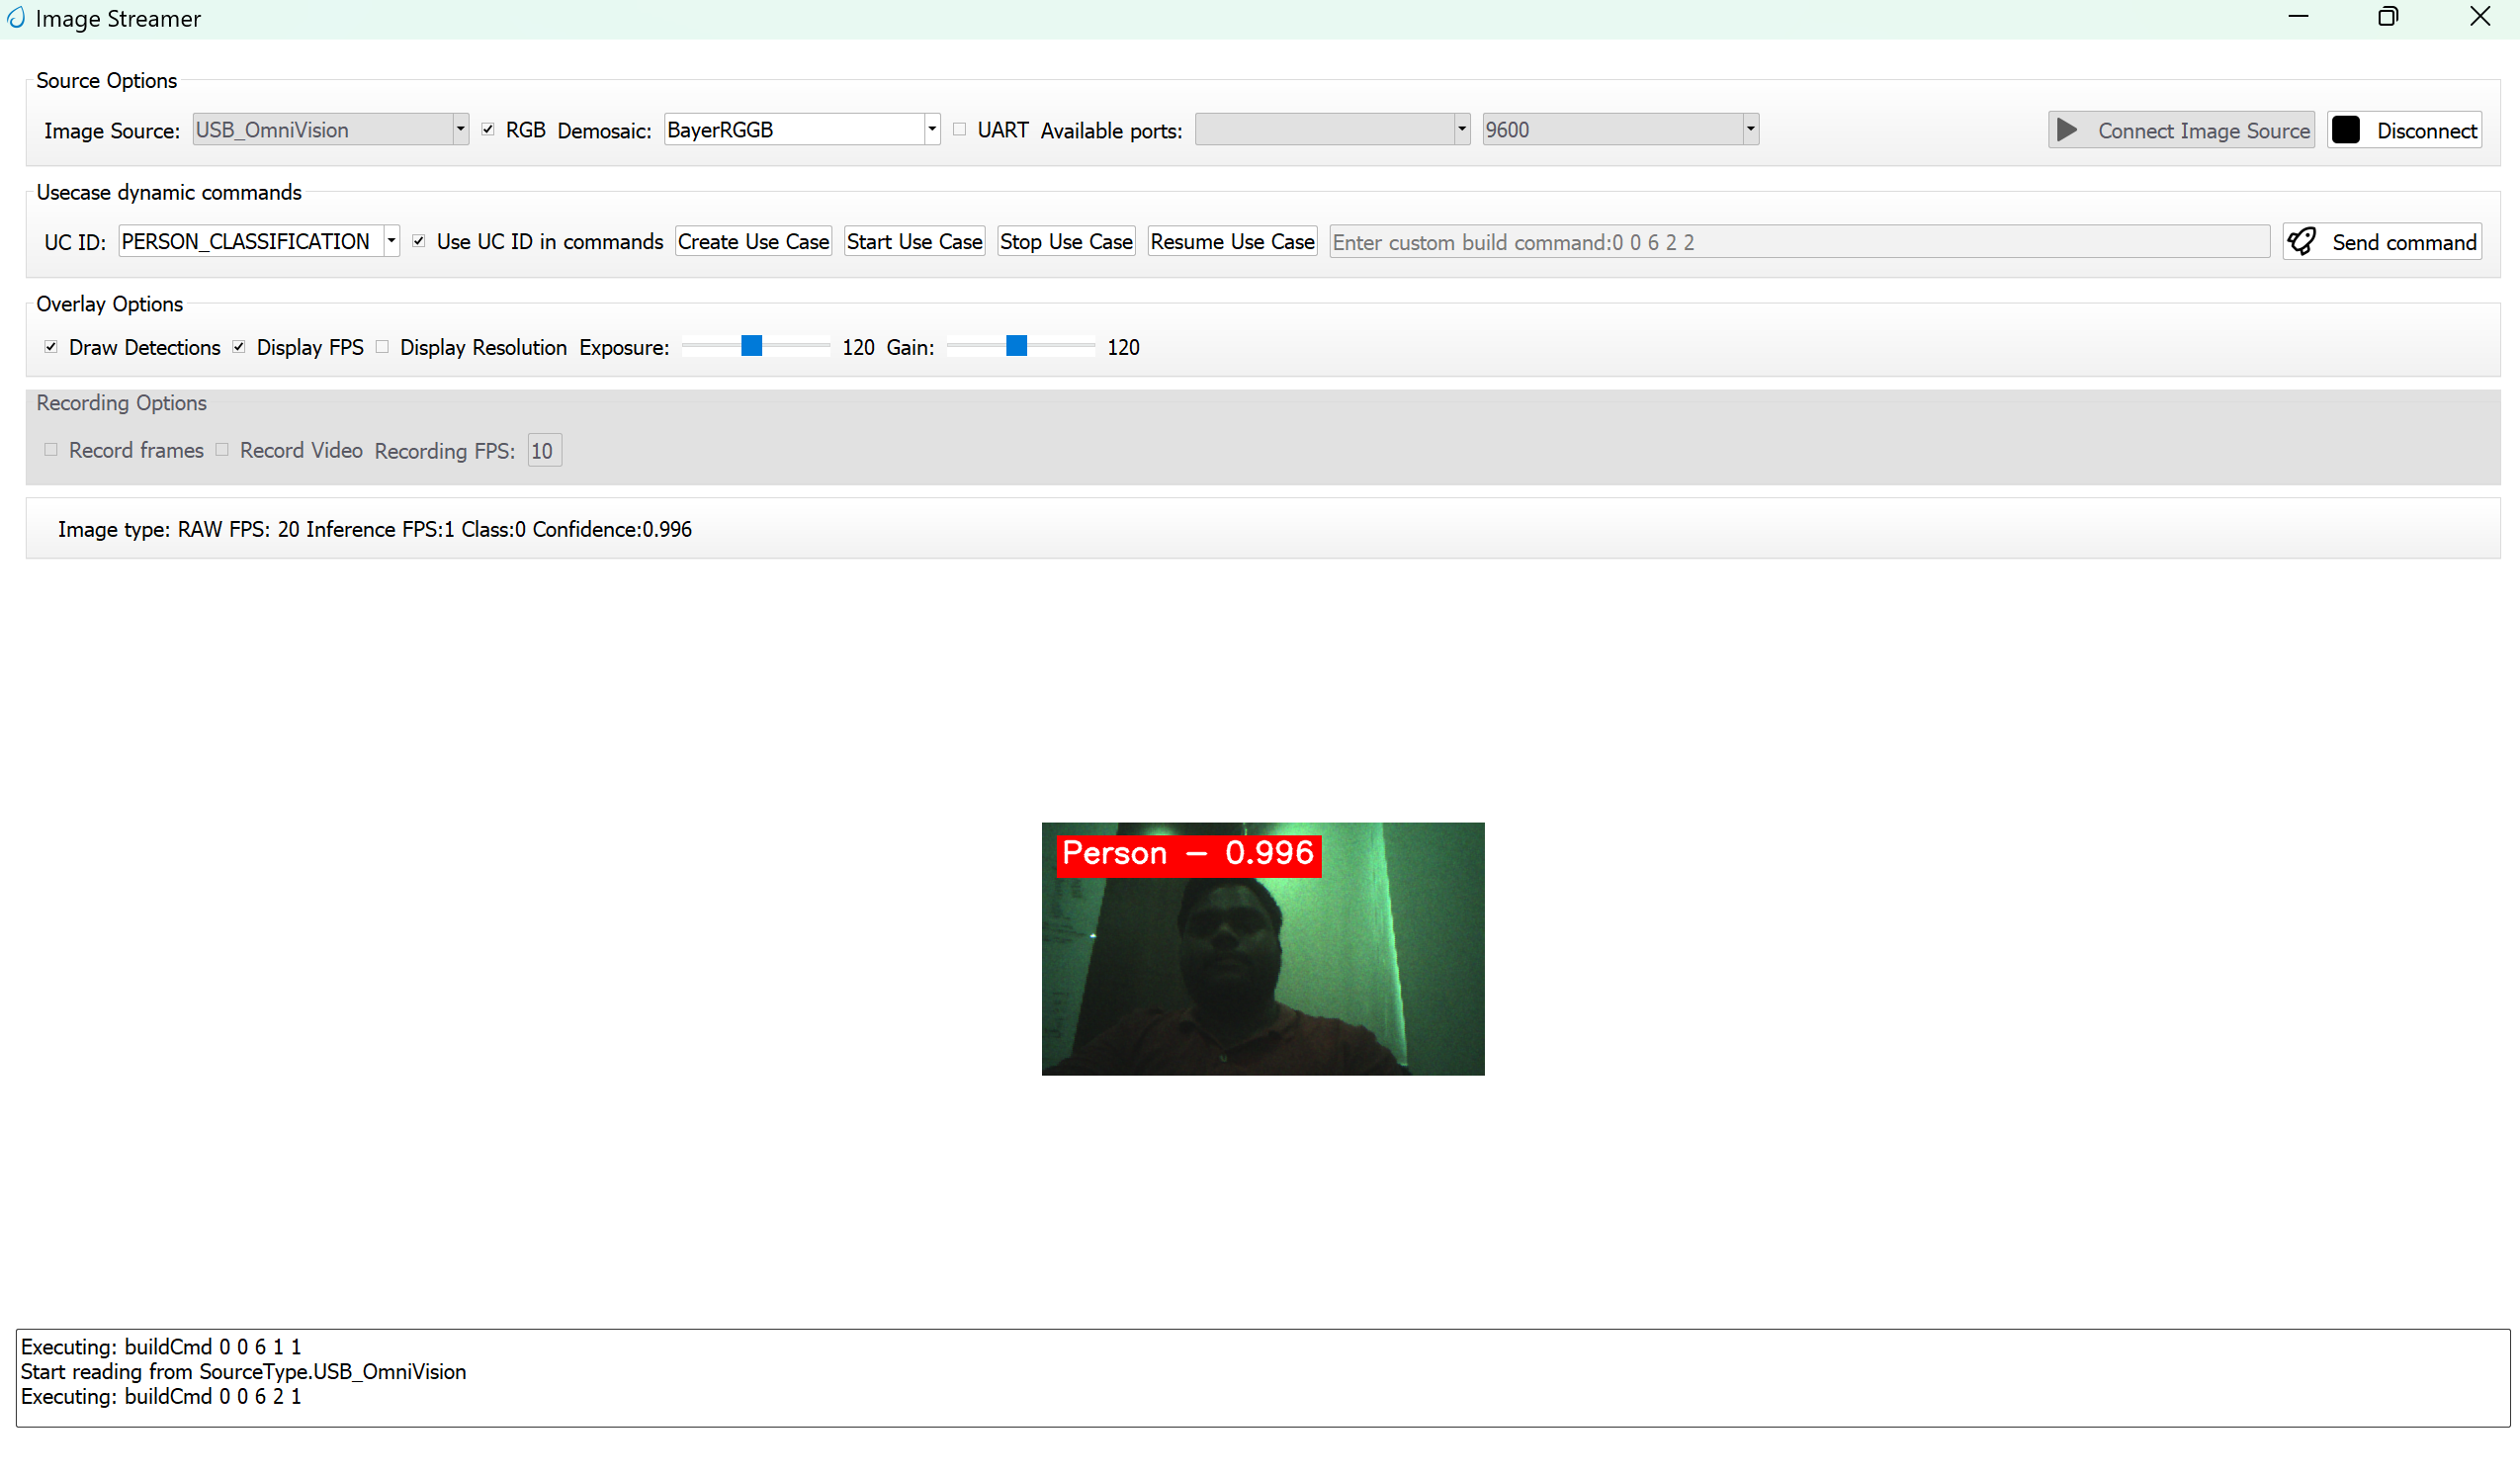 Image Streamer
Source Options
Image Source: USB_OmniVision RGB Demosaic: BayerRGGB UART Available ports: 9600 Connect Image Source Disconnect
Usecase dynamic commands
UC ID: PERSON_CLASSIFICATION Use UC ID in commands Create Use Case Start Use Case Stop Use Case Resume Use Case Enter custom build command:0 0 6 2 2 Send command
Overlay Options
Draw Detections Display FPS Display Resolution Exposure: 120 Gain: 120
Recording Options
Record frames Record Video Recording FPS: 10
Image type: RAW FPS: 20 Inference FPS:1 Class:0 Confidence:0.996
Person - 0.996
Executing: buildCmd 0 0 6 1 1
Start reading from SourceType.USB_OmniVision
Executing: buildCmd 0 0 6 2 1